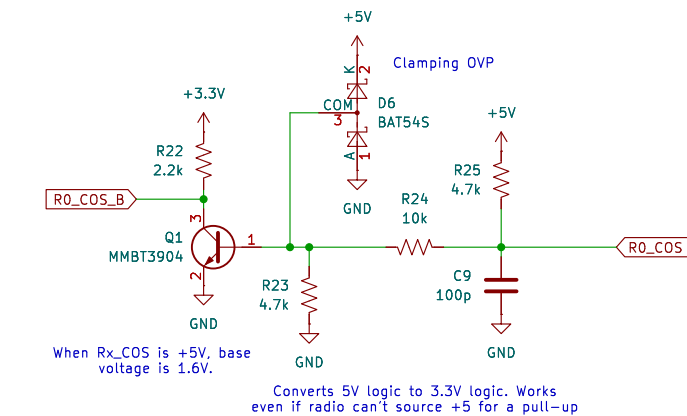 +5V
Clamping OVP
K
2
COM
3
D6
BAT54S
A
1
GND
+3.3V
R22
2.2k
R0_COS_B
3
Q1
MMBT3904
1
2
GND
R23
4.7k
GND
R24
10k
+5V
R25
4.7k
R0_COS
C9
100p
GND
When Rx_COS is +5V, base
voltage is 1.6V.
Converts 5V logic to 3.3V logic. Works
even if radio can't source +5 for a pull-up